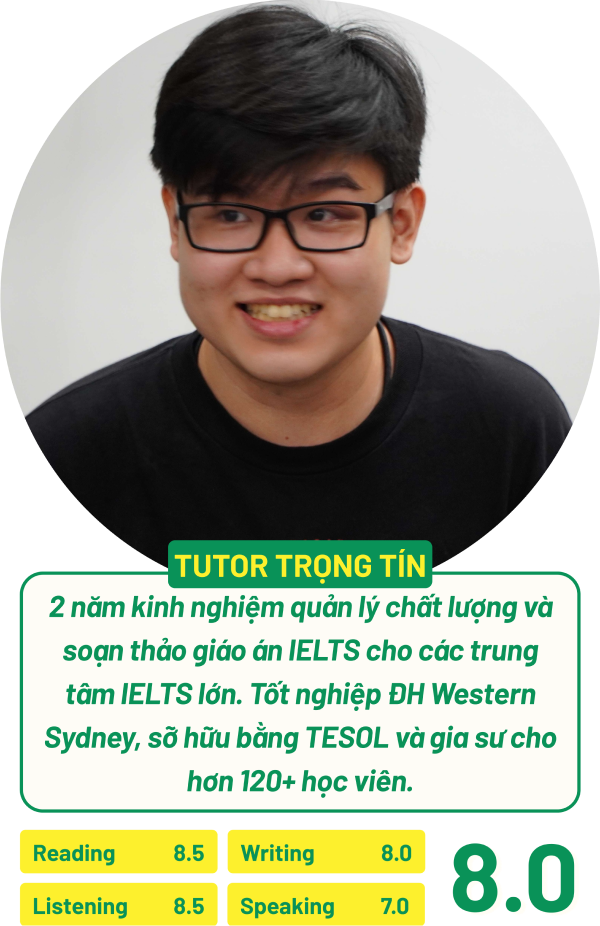 TUTOR TRỌNG TÍN
2 năm kinh nghiệm quản lý chất lượng và
soạn thảo giáo án IELTS cho các trung
tâm IELTS lớn. Tốt nghiệp ĐH Western
Sydney, sỡ hữu bằng TESOL và gia sư cho
hơn 120+ học viên.
Reading 8.5
Writing 8.0
Listening 8.5
Speaking 7.0
8.0